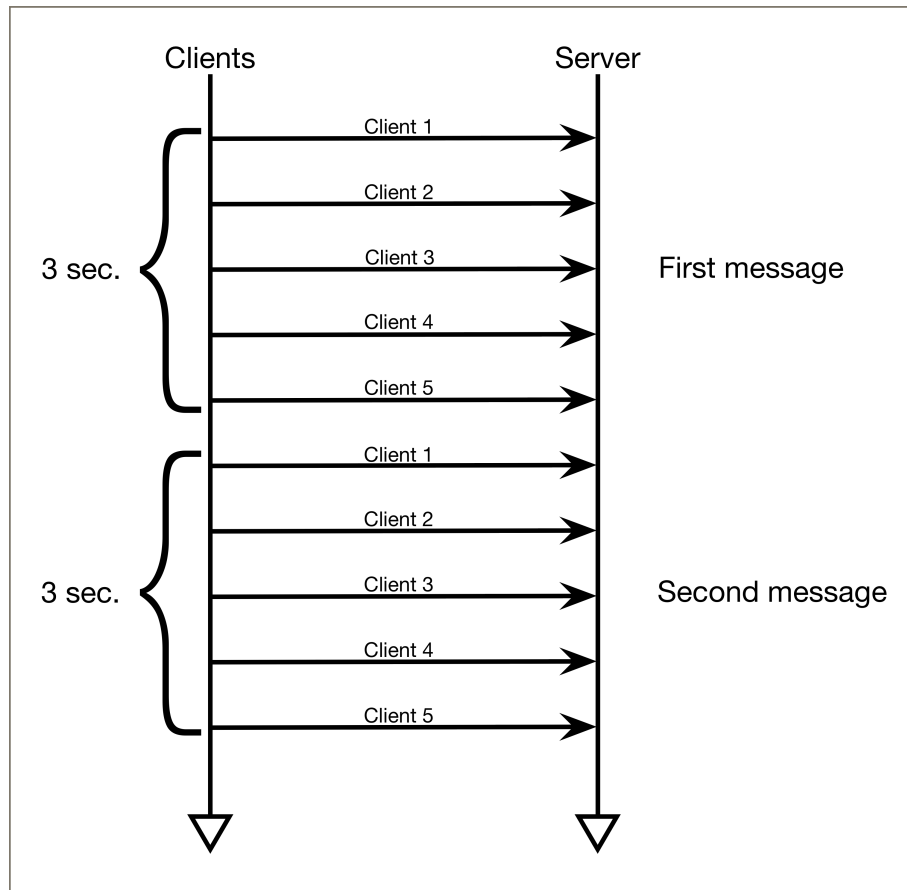 Clients
Server
Client 1
Client 2
3 sec.
Client 3
First message
Client 4
Client 5
Client 1
Client 2
3 sec.
Client 3
Second message
Client 4
Client 5